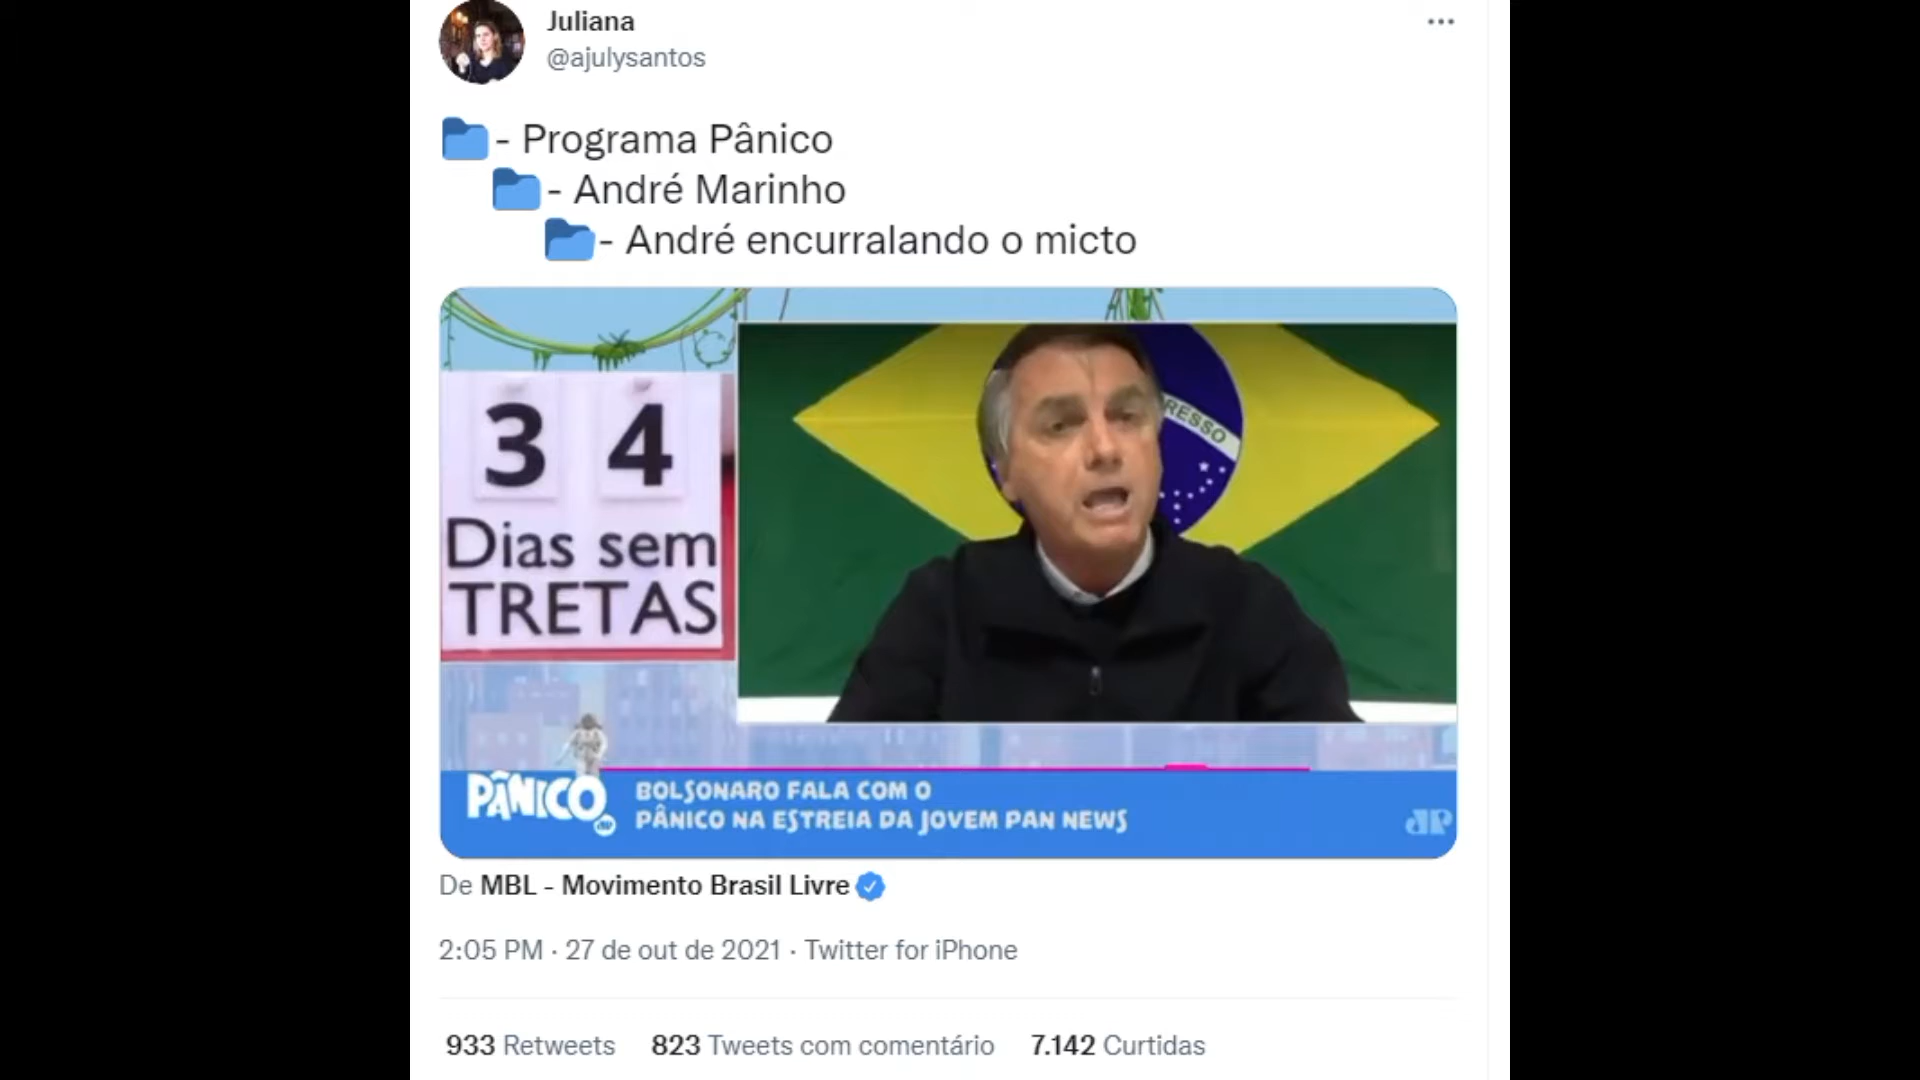 Juliana
@ajulysantos
- Programa Pânico
- André Marinho
- André encurralando o micto
RESSO
3 4
Dias sem
TRETAS
PÂNICO
JP
BOLSONARO FALA COM O
PÂNICO NA ESTREIA DA JOVEM PAN NEWS
JP
De MBL - Movimento Brasil Livre
2:05 PM · 27 de out de 2021 · Twitter for iPhone
933 Retweets 823 Tweets com comentário 7.142 Curtidas